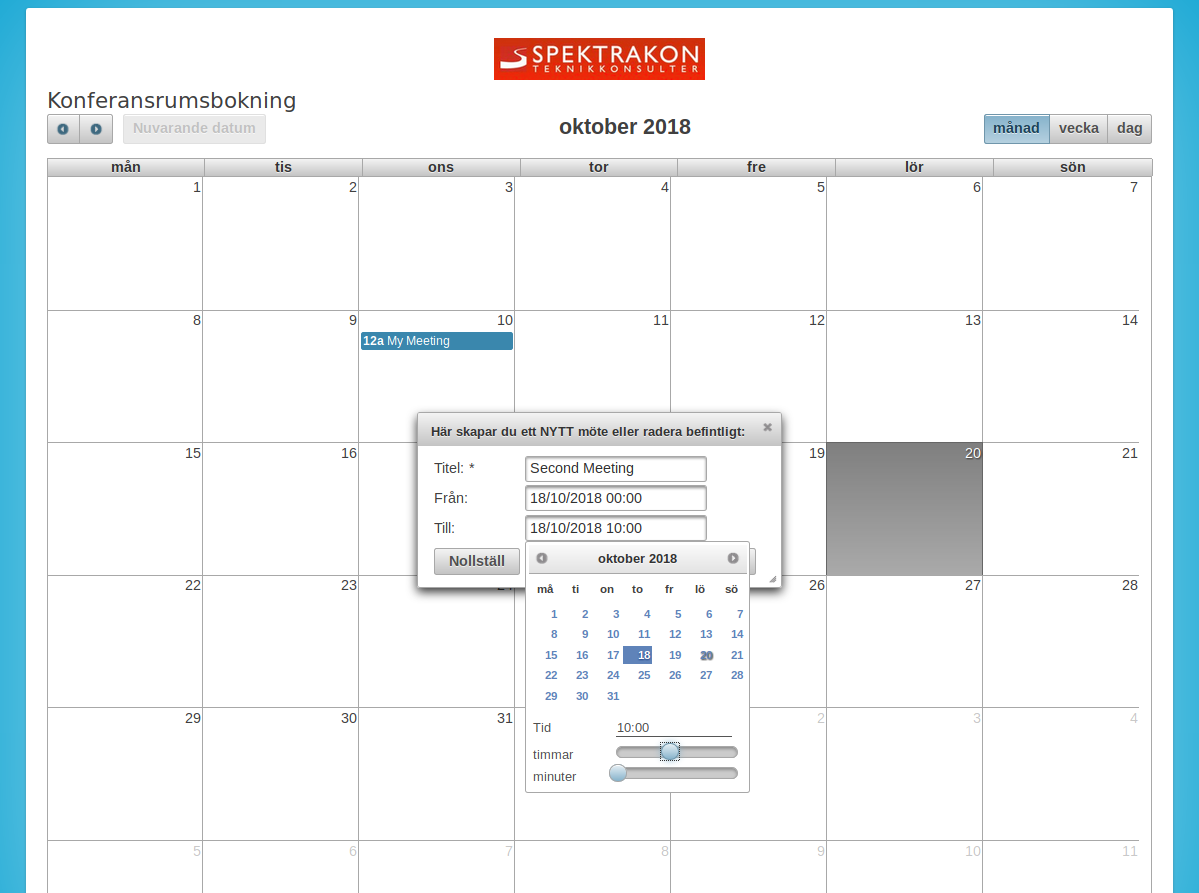 SPEKTRAKON
TEKNIKKONSULTER
Konferansrumsbokning
Nuvarande datum
oktober 2018
månad vecka dag
mån tis ons tor fre lör sön
1 2 3 4 5 6 7
8 9 10 11 12 13 14
12a My Meeting
Här skapar du ett NYTT möte eller radera befintligt:
15 16 19 20 21
Titel: * Second Meeting
Från: 18/10/2018 00:00
Till: 18/10/2018 10:00
Nollställ
oktober 2018
22 23 26 27 28
må ti on to fr lö sö
1 2 3 4 5 6 7
8 9 10 11 12 13 14
15 16 17 18 19 20 21
22 23 24 25 26 27 28
29 30 31
29 30 31 2 3 4
Tid 10:00
timmar
minuter
5 6 7 8 9 10 11